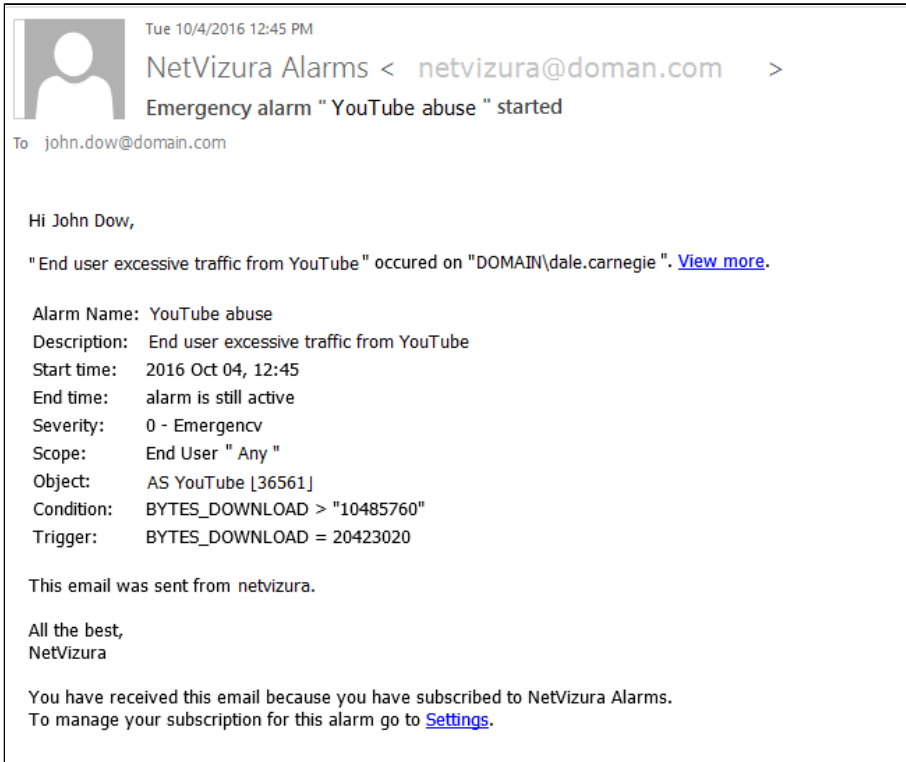 Tue 10/4/2016 12:45 PM
NetVizura Alarms < netvizura@doman.com >
Emergency alarm " YouTube abuse " started
To john.dow@domain.com
Hi John Dow,
" End user excessive traffic from YouTube " occured on "DOMAIN\dale.carnegie ". View more.
Alarm Name: YouTube abuse
Description: End user excessive traffic from YouTube
Start time: 2016 Oct 04, 12:45
End time: alarm is still active
Severity: 0 - Emergencv
Scope: End User " Any "
Object: AS YouTube ⌊36561⌋
Condition: BYTES_DOWNLOAD > "10485760"
Trigger: BYTES_DOWNLOAD = 20423020
This email was sent from netvizura.
All the best,
NetVizura
You have received this email because you have subscribed to NetVizura Alarms.
To manage your subscription for this alarm go to Settings.